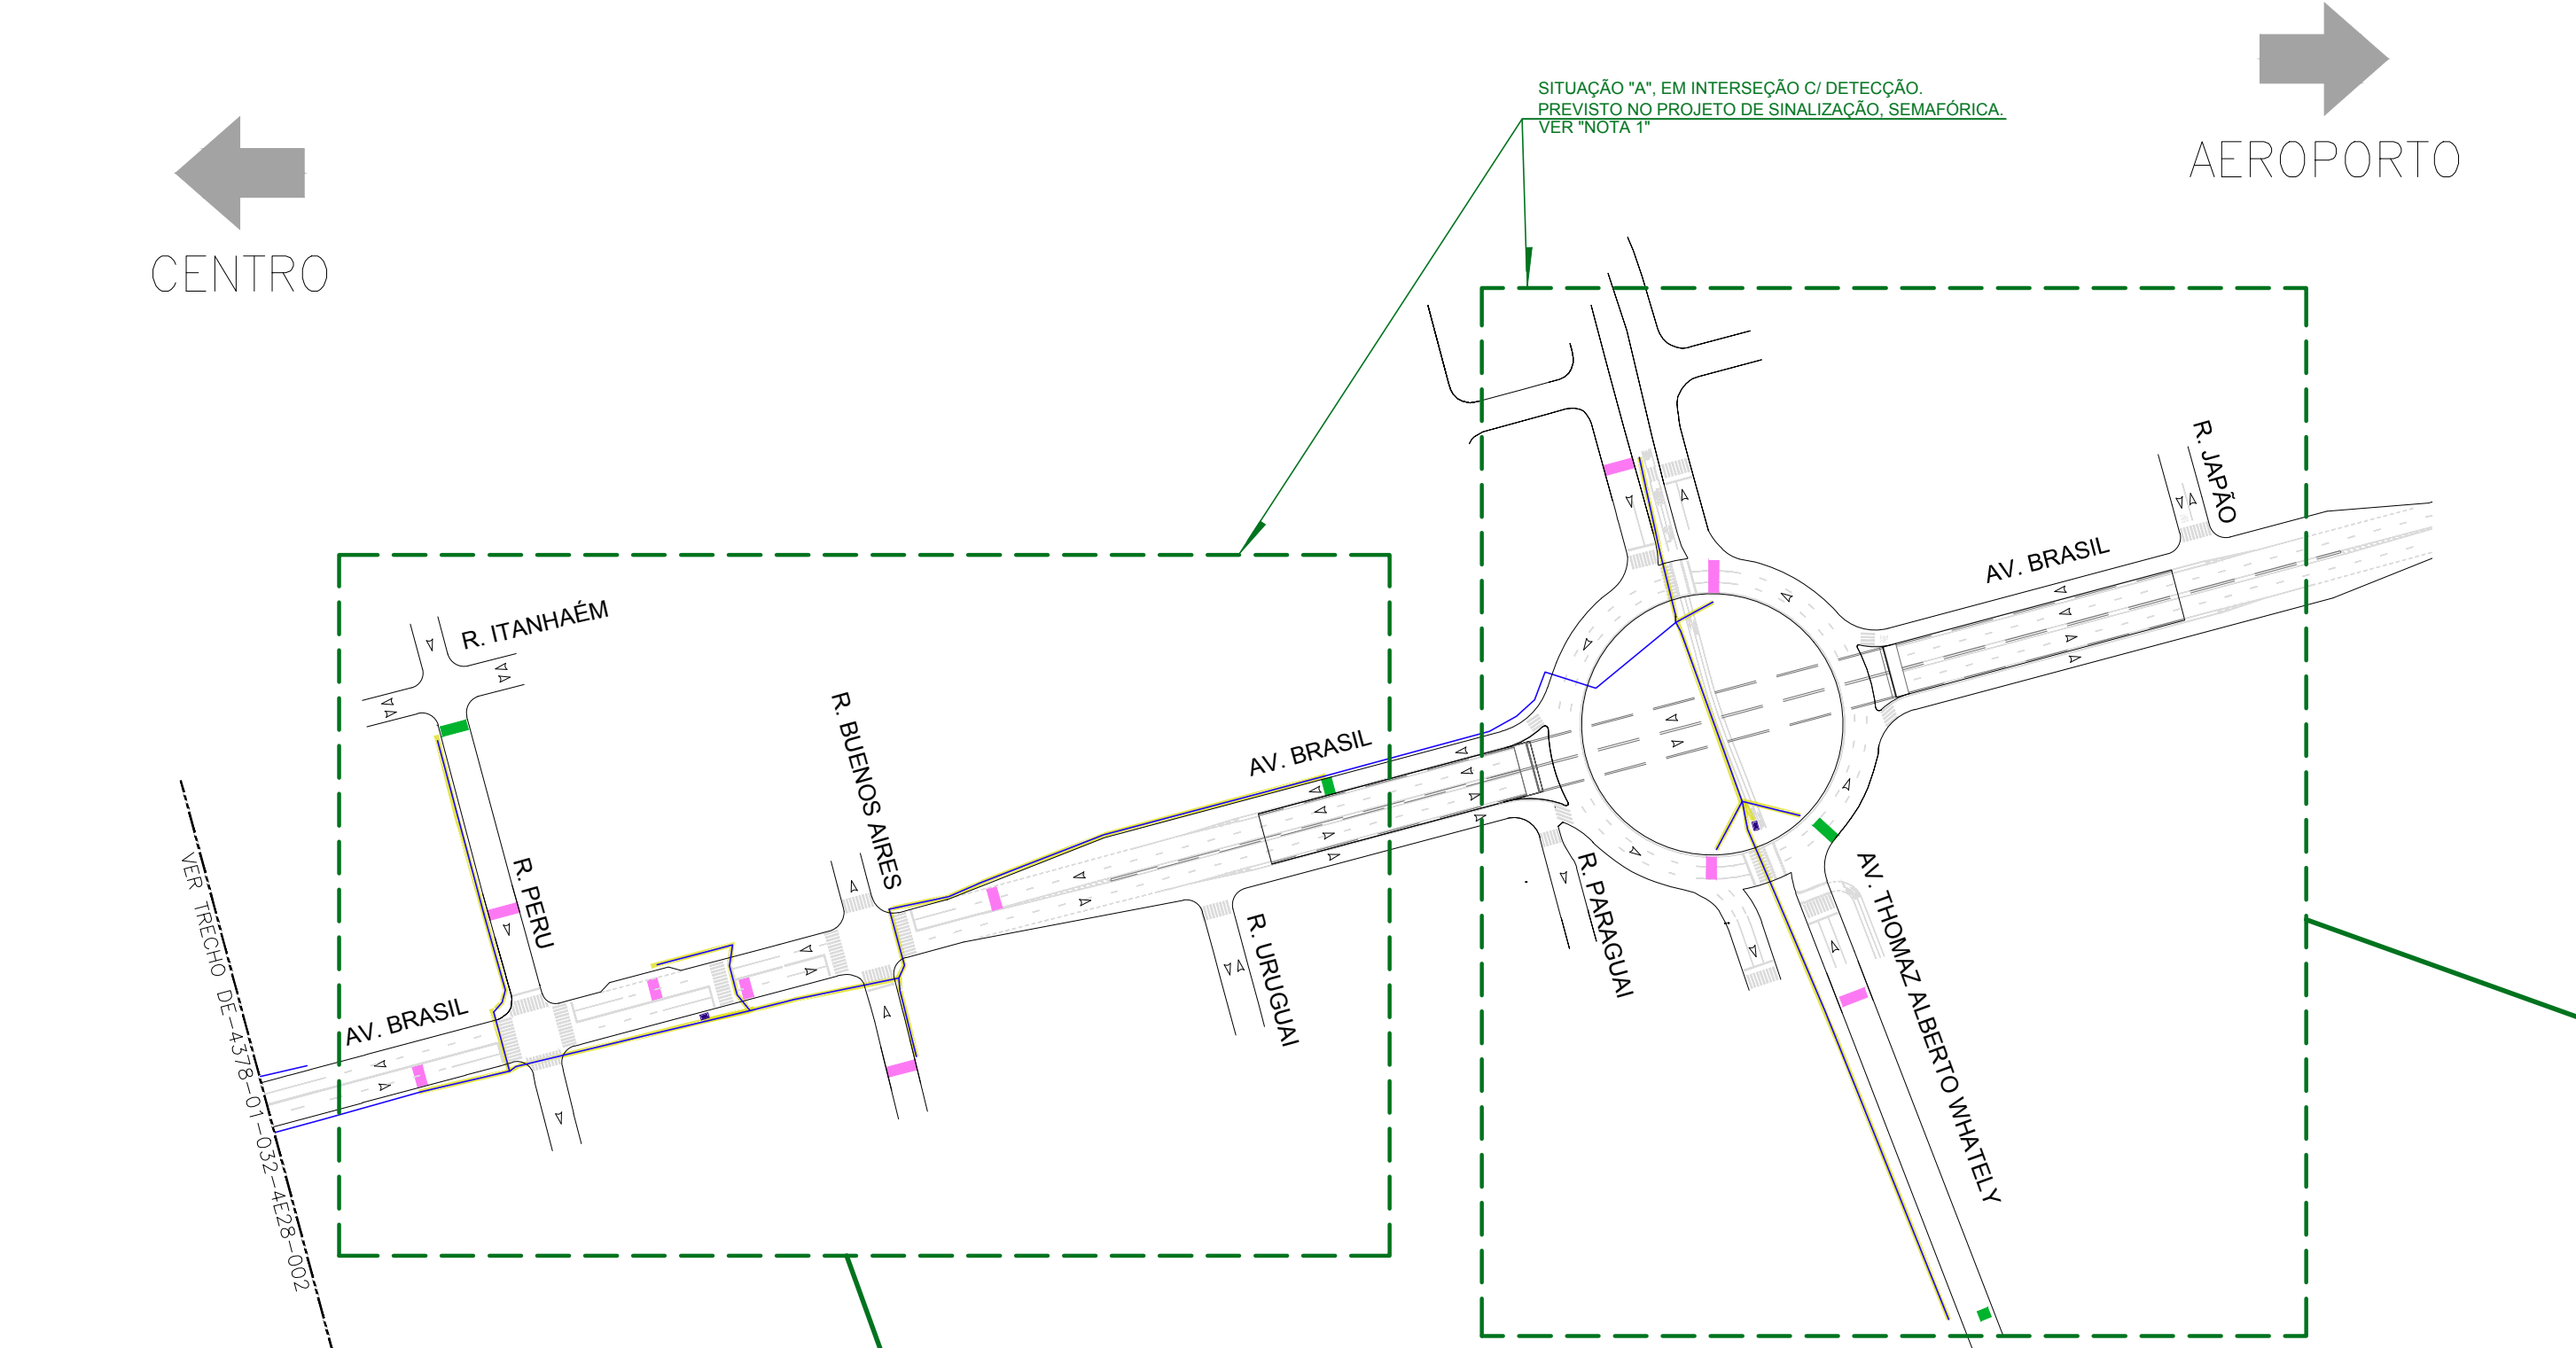 SITUAÇÃO "A", EM INTERSEÇÃO C/ DETECÇÃO.
PREVISTO NO PROJETO DE SINALIZAÇÃO, SEMAFÓRICA.
VER "NOTA 1"
AEROPORTO
CENTRO
R. JAPÃO
AV. BRASIL
R. ITANHAÉM
R. BUENOS AIRES
AV. BRASIL
R. PERU
R. PARAGUAI
AV. THOMAZ ALBERTO WHATELY
R. URUGUAI
AV. BRASIL
VER TRECHO DE-4378-01-032-4E28-002